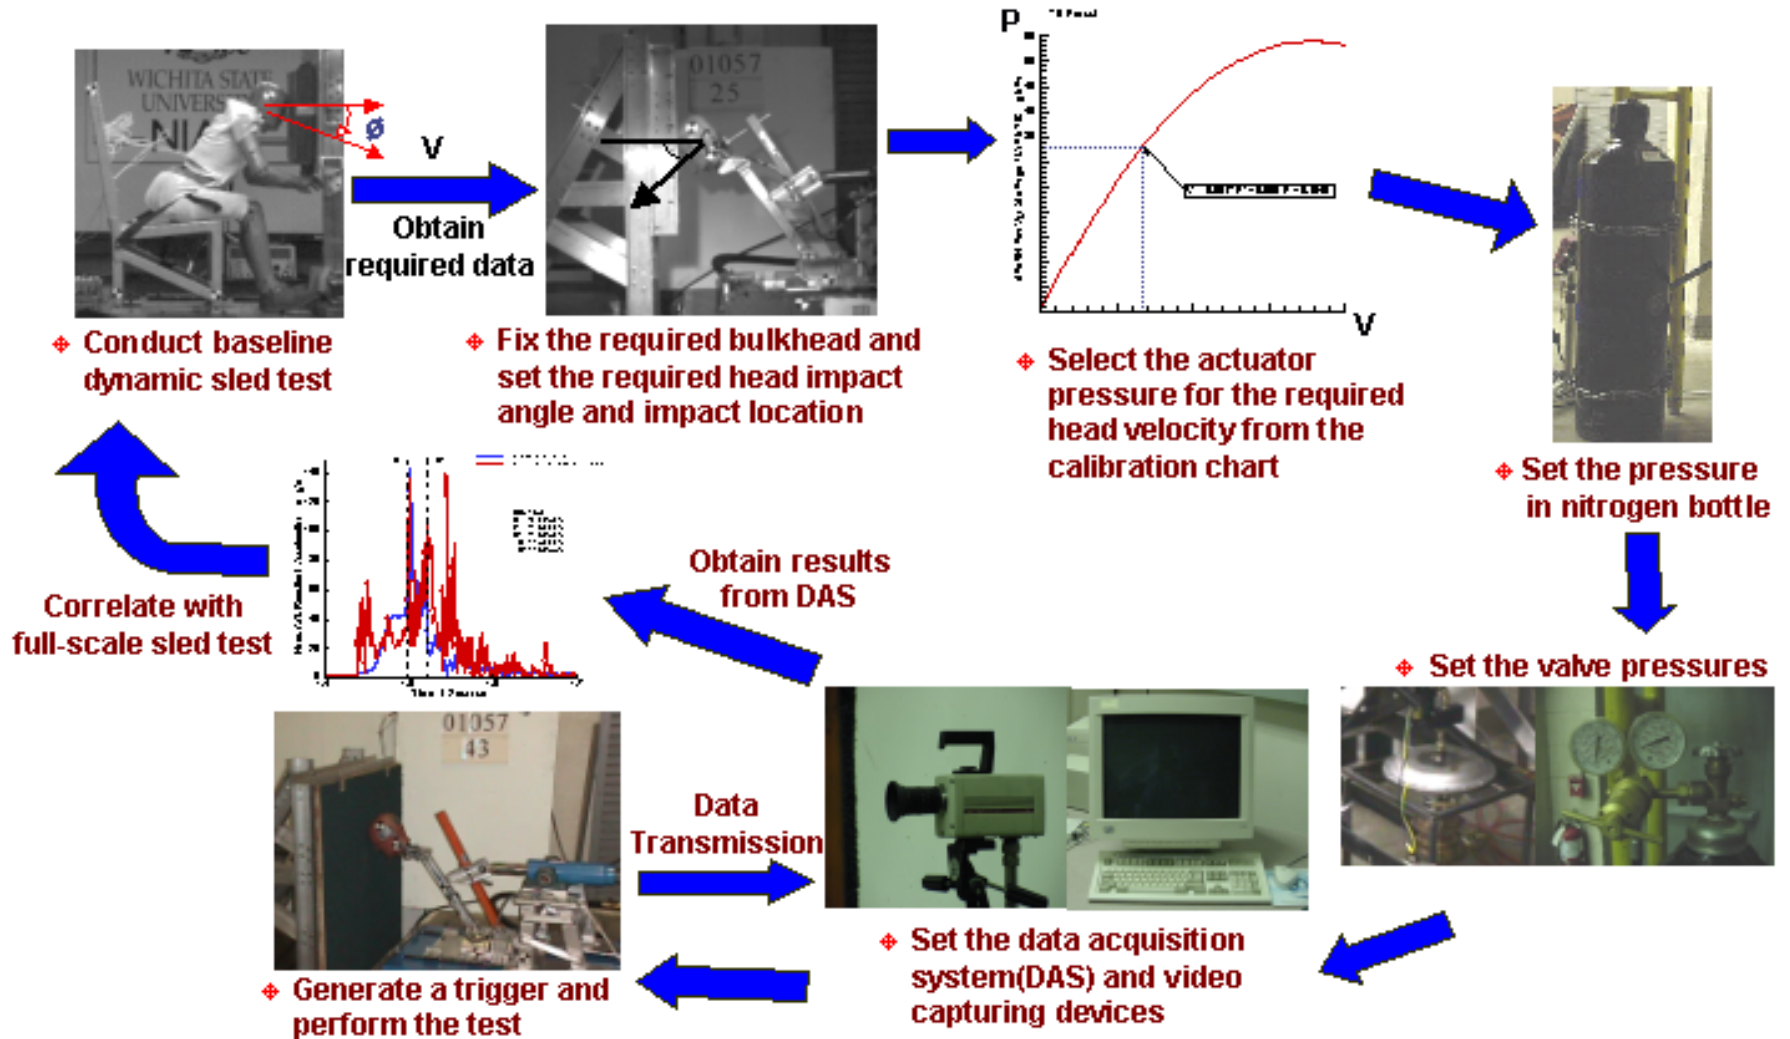 WICHITA STATE
UNIVERSITY
NIA
Ø
V
Obtain
required data
01057
25
P
V
Conduct baseline
dynamic sled test
Fix the required bulkhead and
set the required head impact
angle and impact location
Select the actuator
pressure for the required
head velocity from the
calibration chart
Set the pressure
in nitrogen bottle
Set the valve pressures
Set the data acquisition
system(DAS) and video
capturing devices
Generate a trigger and
perform the test
01057
43
Data
Transmission
Obtain results
from DAS
Correlate with
full-scale sled test